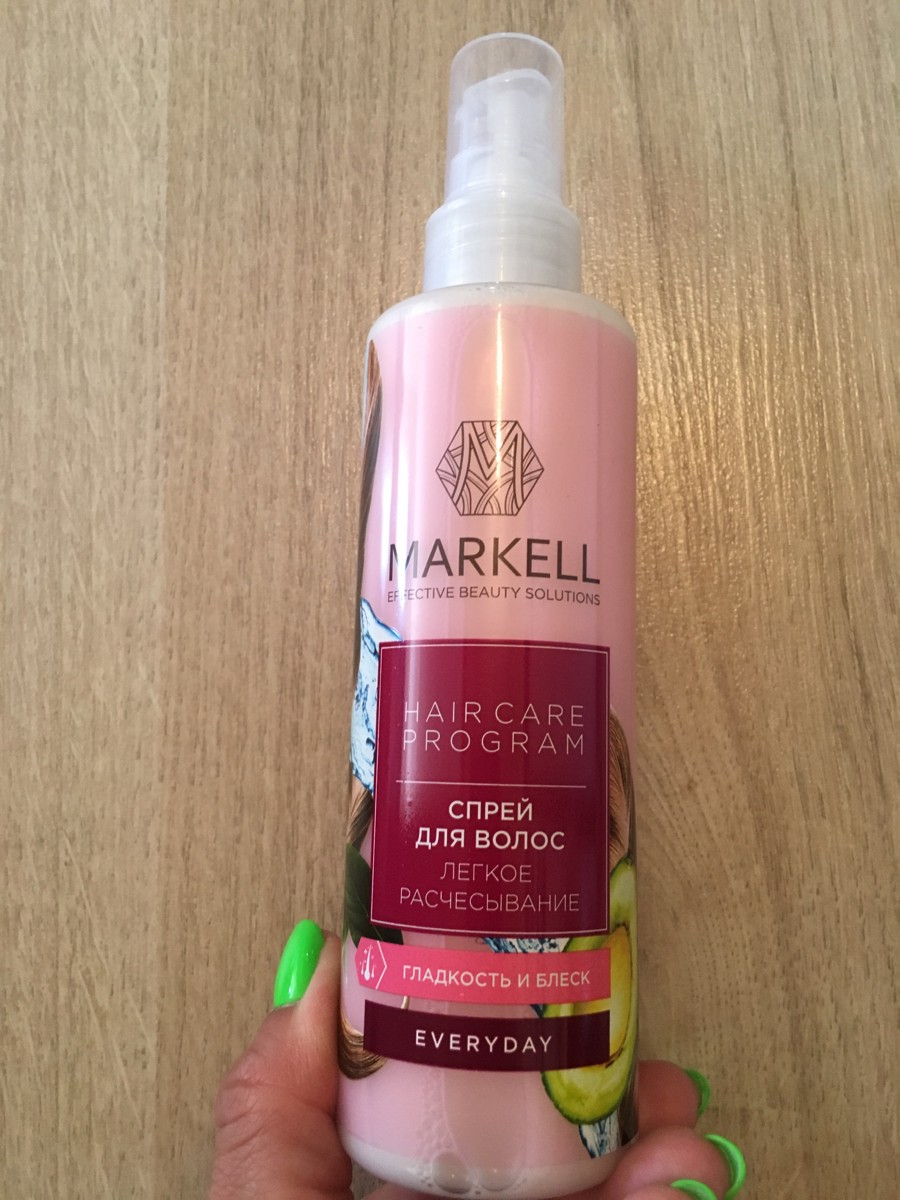 MARKELL
EFFECTIVE BEAUTY SOLUTIONS
HAIR CARE
PROGRAM
СПРЕЙ
ДЛЯ ВОЛОС
ЛЕГКОЕ
РАСЧЕСЫВАНИЕ
ГЛАДКОСТЬ И БЛЕСК
EVERYDAY